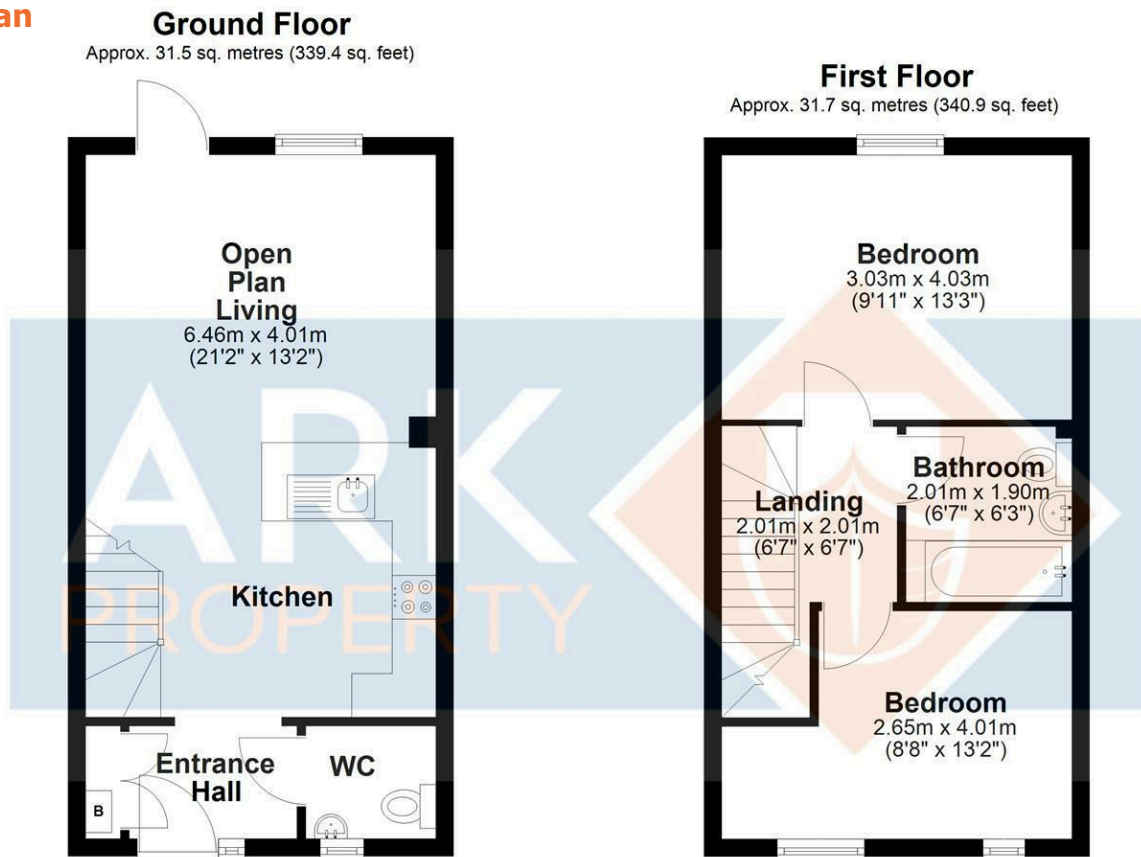 an
Ground Floor
Approx. 31.5 sq. metres (339.4 sq. feet)
Open
Plan
Living
6.46m x 4.01m
(21'2" x 13'2")
Kitchen
Entrance
Hall
WC
B
First Floor
Approx. 31.7 sq. metres (340.9 sq. feet)
Bedroom
3.03m x 4.03m
(9'11" x 13'3")
Bathroom
2.01m x 1.90m
(6'7" x 6'3")
Landing
2.01m x 2.01m
(6'7" x 6'7")
Bedroom
2.65m x 4.01m
(8'8" x 13'2")
ARK
PROPERTY